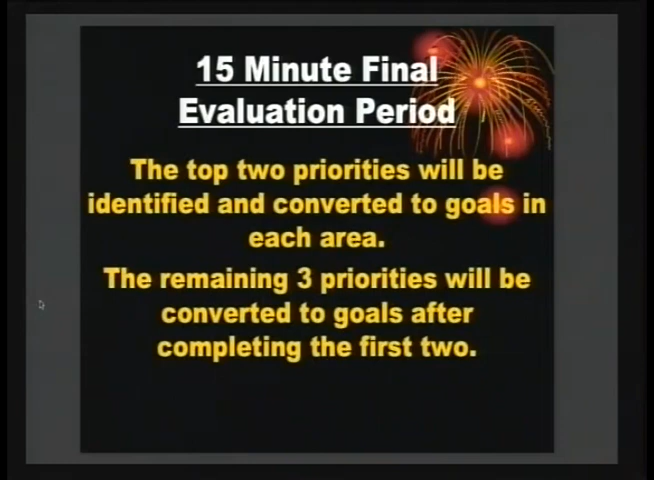 15 Minute Final
Evaluation Period
The top two priorities will be
identified and converted to goals in
each area.
The remaining 3 priorities will be
converted to goals after
completing the first two.